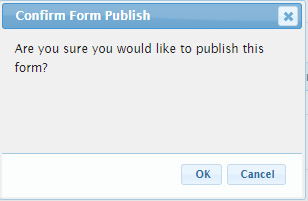 Confirm Form Publish
Are you sure you would like to publish this
form?
OK Cancel